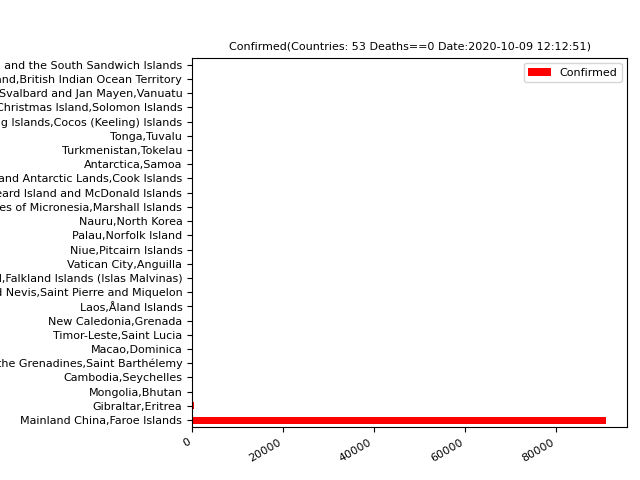 Confirmed(Countries: 53 Deaths==0 Date:2020-10-09 12:12:51)
Confirmed
and the South Sandwich Islands
and,British Indian Ocean Territory
Svalbard and Jan Mayen,Vanuatu
Christmas Island,Solomon Islands
g Islands,Cocos (Keeling) Islands
Tonga,Tuvalu
Turkmenistan,Tokelau
Antarctica,Samoa
and Antarctic Lands,Cook Islands
eard Island and McDonald Islands
es of Micronesia,Marshall Islands
Nauru,North Korea
Palau,Norfolk Island
Niue,Pitcairn Islands
Vatican City,Anguilla
,Falkland Islands (Islas Malvinas)
Nevis,Saint Pierre and Miquelon
Laos,Åland Islands
New Caledonia,Grenada
Timor-Leste,Saint Lucia
Macao,Dominica
the Grenadines,Saint Barthélemy
Cambodia,Seychelles
Mongolia,Bhutan
Gibraltar,Eritrea
Mainland China,Faroe Islands
0 20000 40000 60000 80000